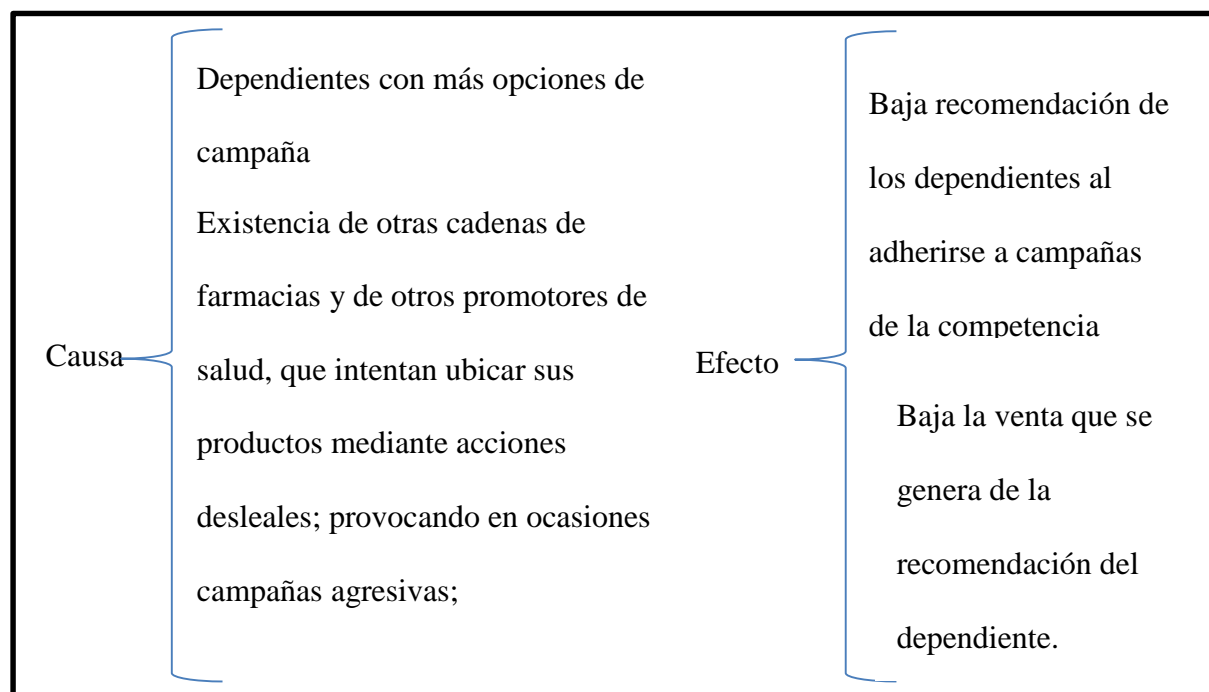 Causa
Dependientes con más opciones de
campaña
Existencia de otras cadenas de
farmacias y de otros promotores de
salud, que intentan ubicar sus
productos mediante acciones
desleales; provocando en ocasiones
campañas agresivas;
Efecto
Baja recomendación de
los dependientes al
adherirse a campañas
de la competencia
Baja la venta que se
genera de la
recomendación del
dependiente.